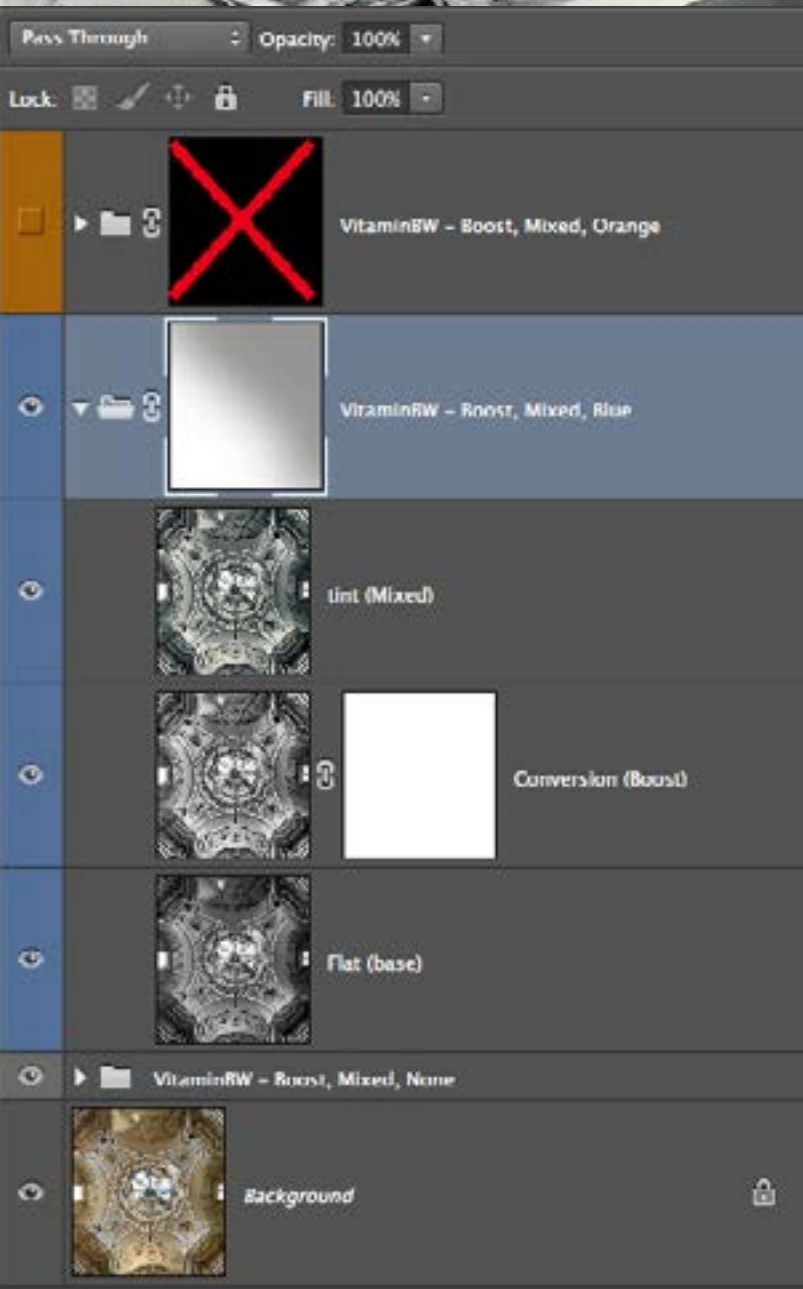 Pass Through Opacity: 100%
Lock: Fill: 100%
VitaminBW – Boost, Mixed, Orange
VitaminBW – Boost, Mixed, Blue
tint (Mixed)
Conversion (Boost)
Flat (base)
VitaminBW – Boost, Mixed, None
Background